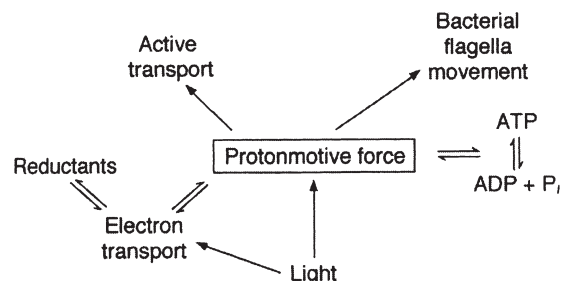 Bacterial
flagella
movement
Active
transport
ATP
Protonmotive force
Reductants
ADP + Pi
Electron
transport
Light